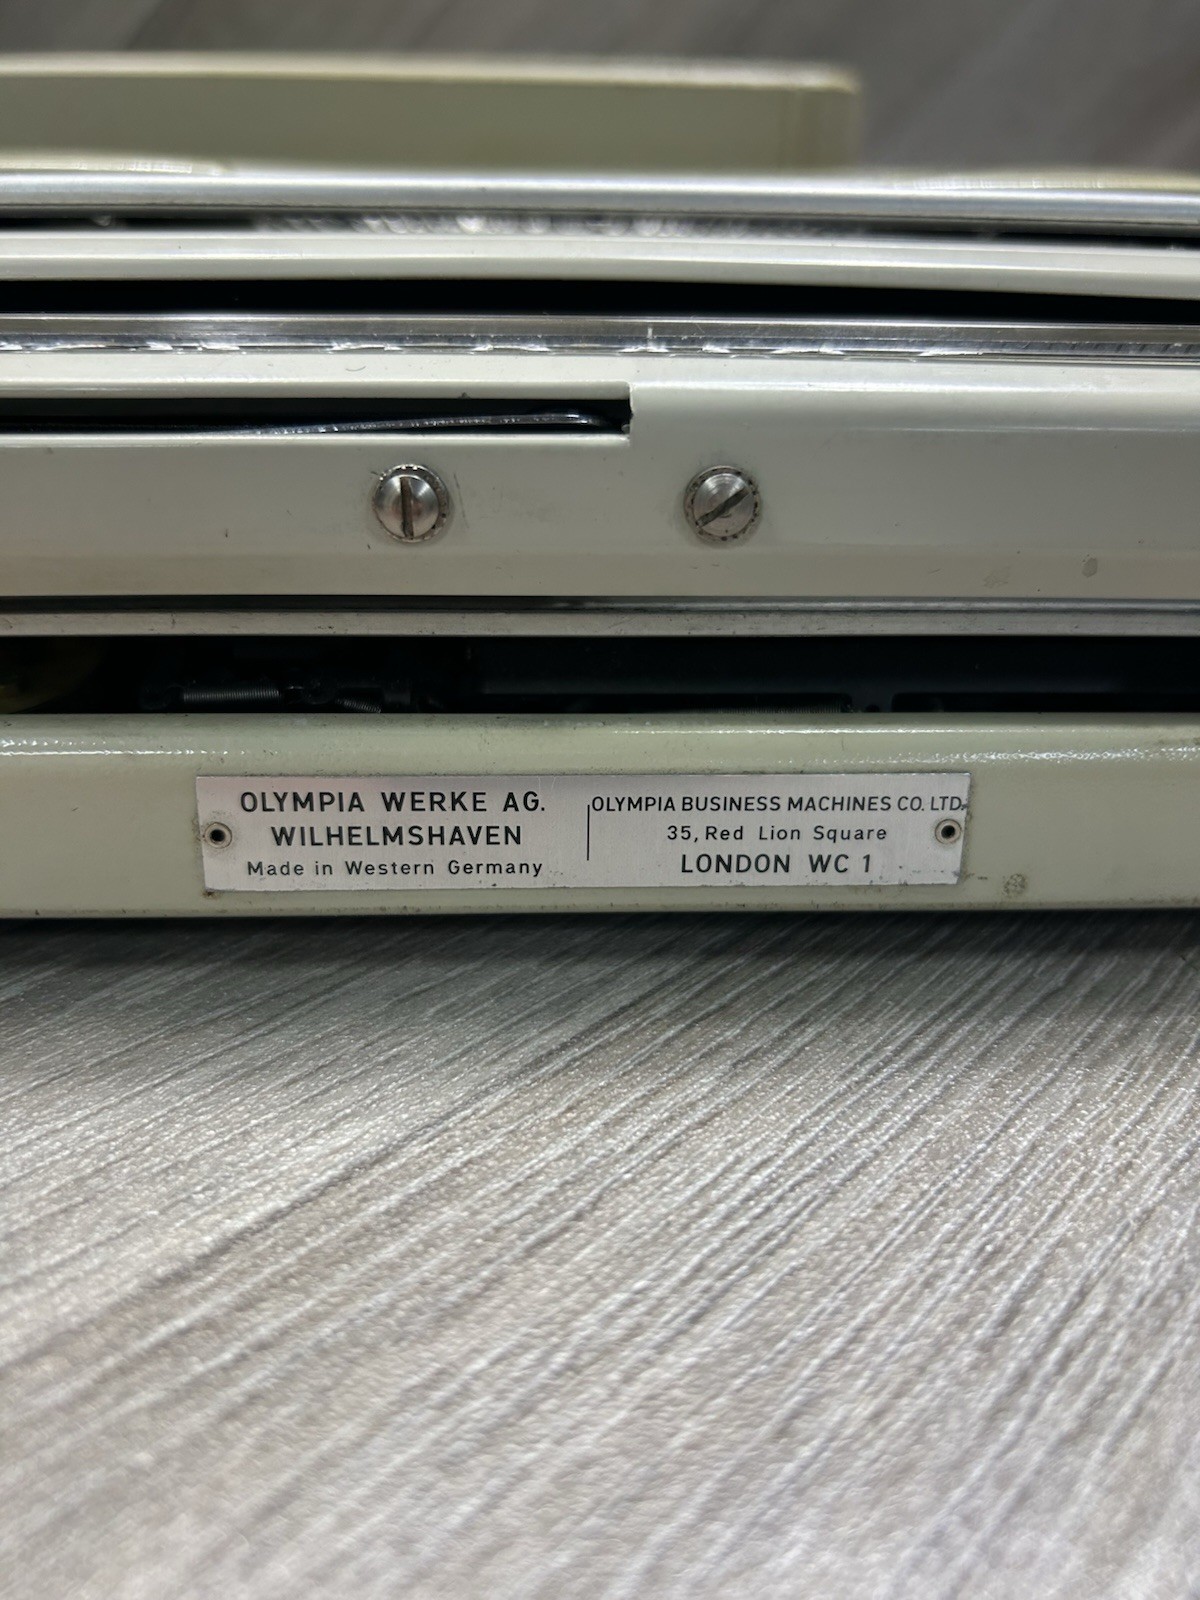 OLYMPIA WERKE AG.
WILHELMSHAVEN
Made in Western Germany
OLYMPIA BUSINESS MACHINES CO. LTD.
35, Red Lion Square
LONDON WC 1